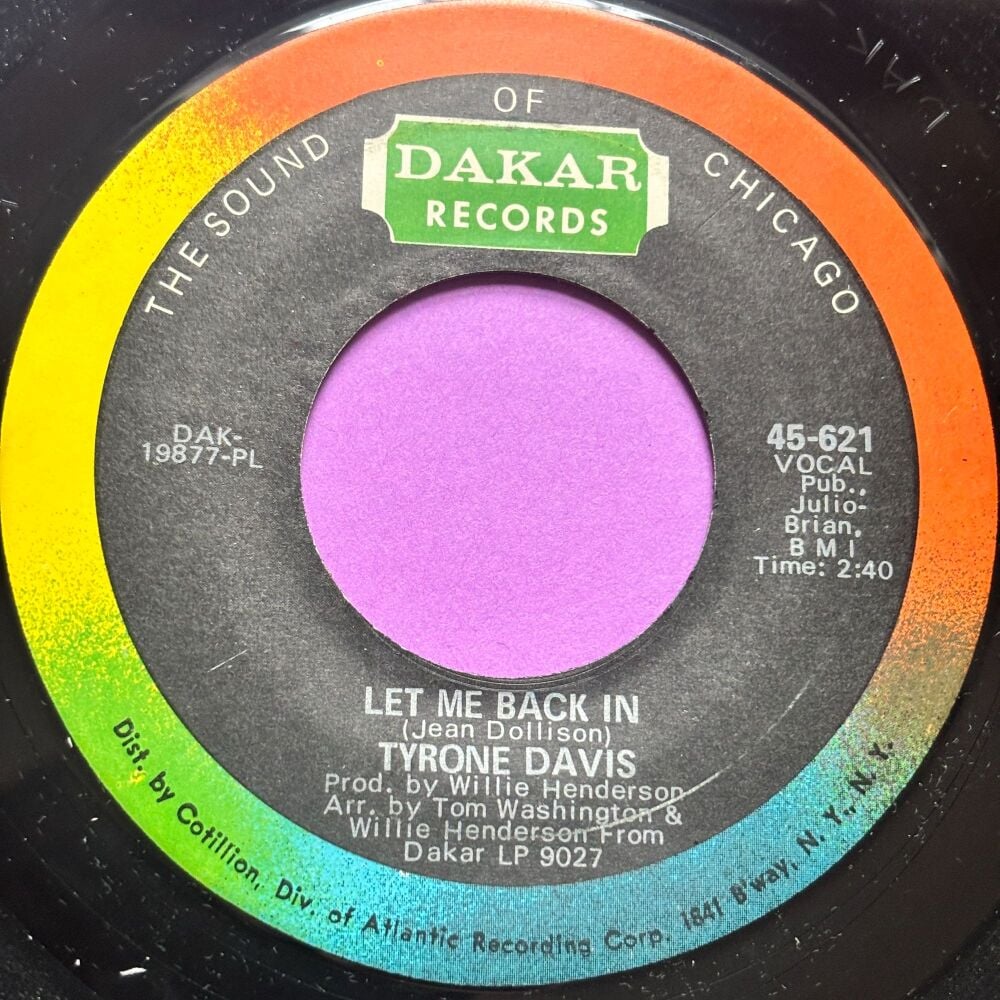 THE SOUND OF CHICAGO
DAKAR
RECORDS
DAK-
19877-PL
45-621
VOCAL
Pub.,
Julio-
Brian,
B M I
Time: 2:40
LET ME BACK IN
(Jean Dollison)
TYRONE DAVIS
Prod. by Willie Henderson
Arr. by Tom Washington &
Willie Henderson From
Dakar LP 9027
Dist. by Cotillion, Div. of Atlantic Recording Corp. 1841 B'way, N. Y., N. Y.